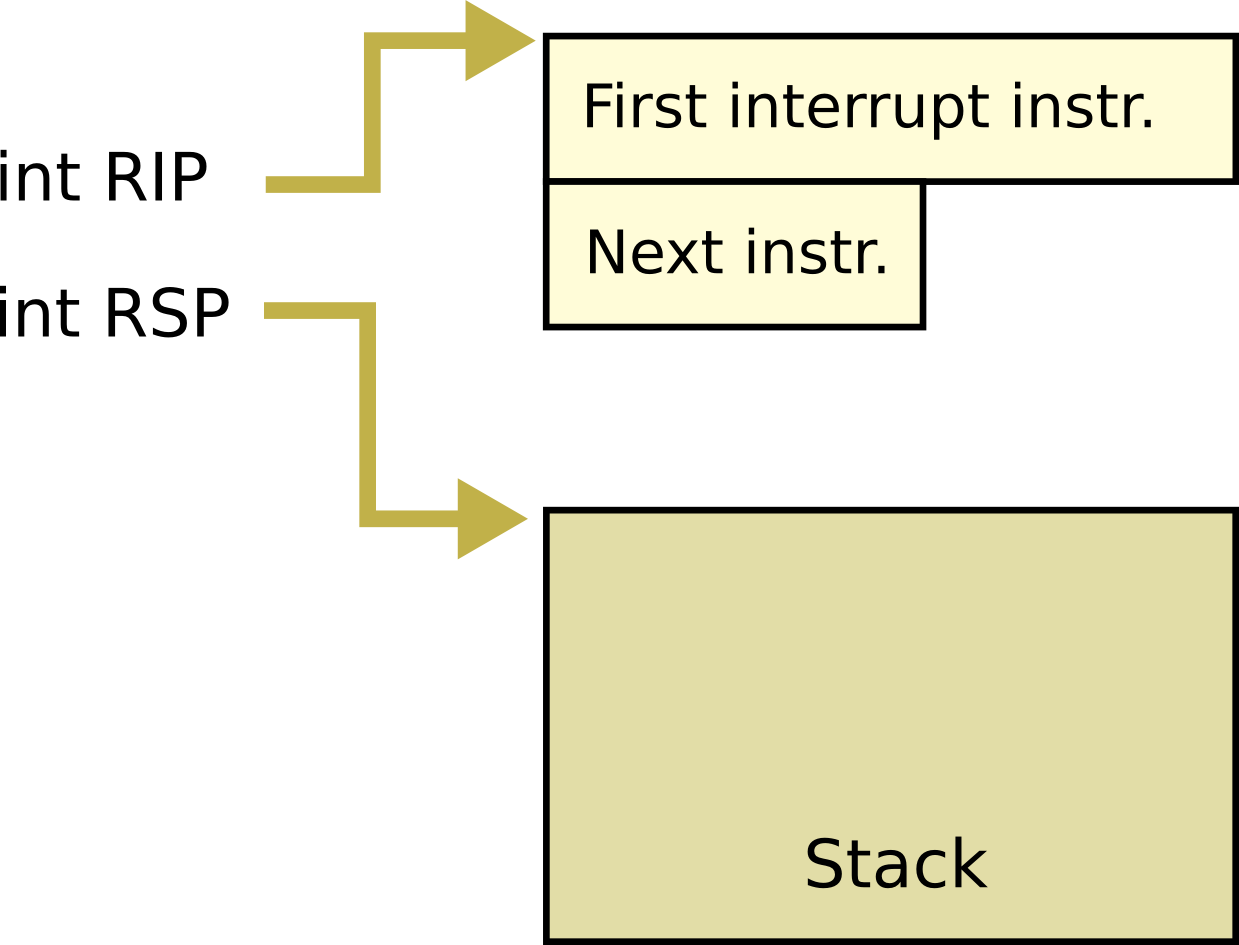 First interrupt instr.
int RIP
Next instr.
int RSP
Stack